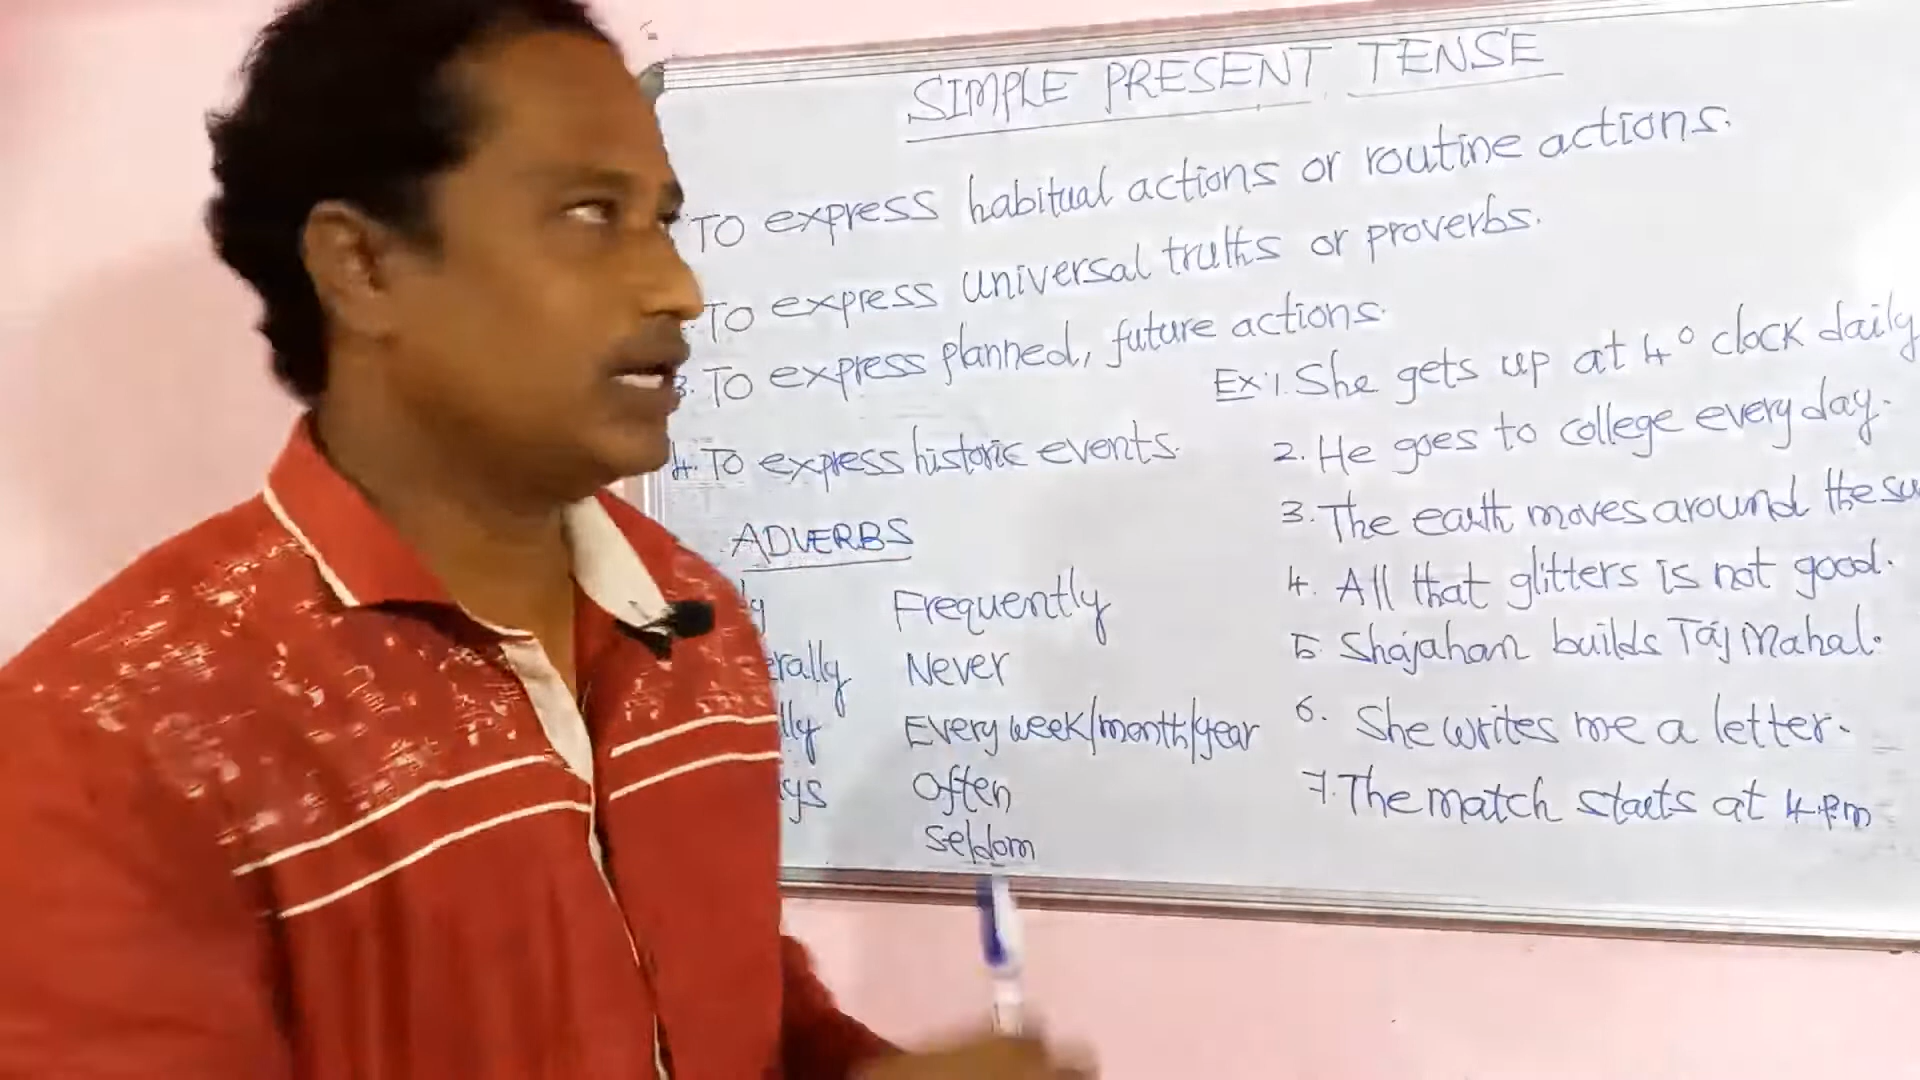 SIMPLE PRESENT TENSE
TO express habitual actions or routine actions.
TO express universal truths or proverbs.
3. TO express planned, future actions.
4. TO express historic events.
Ex: 1. She gets up at 4° clock daily
2. He goes to college every day.
3. The earth moves around the su
4. All that glitters is not good.
5 Shajahan builds Taj Mahal.
6. She writes me a letter.
7. The match starts at 4 P.m
ADVERBS
y Frequently
erally Never
lly Every week/month/year
ys Often
Seldom